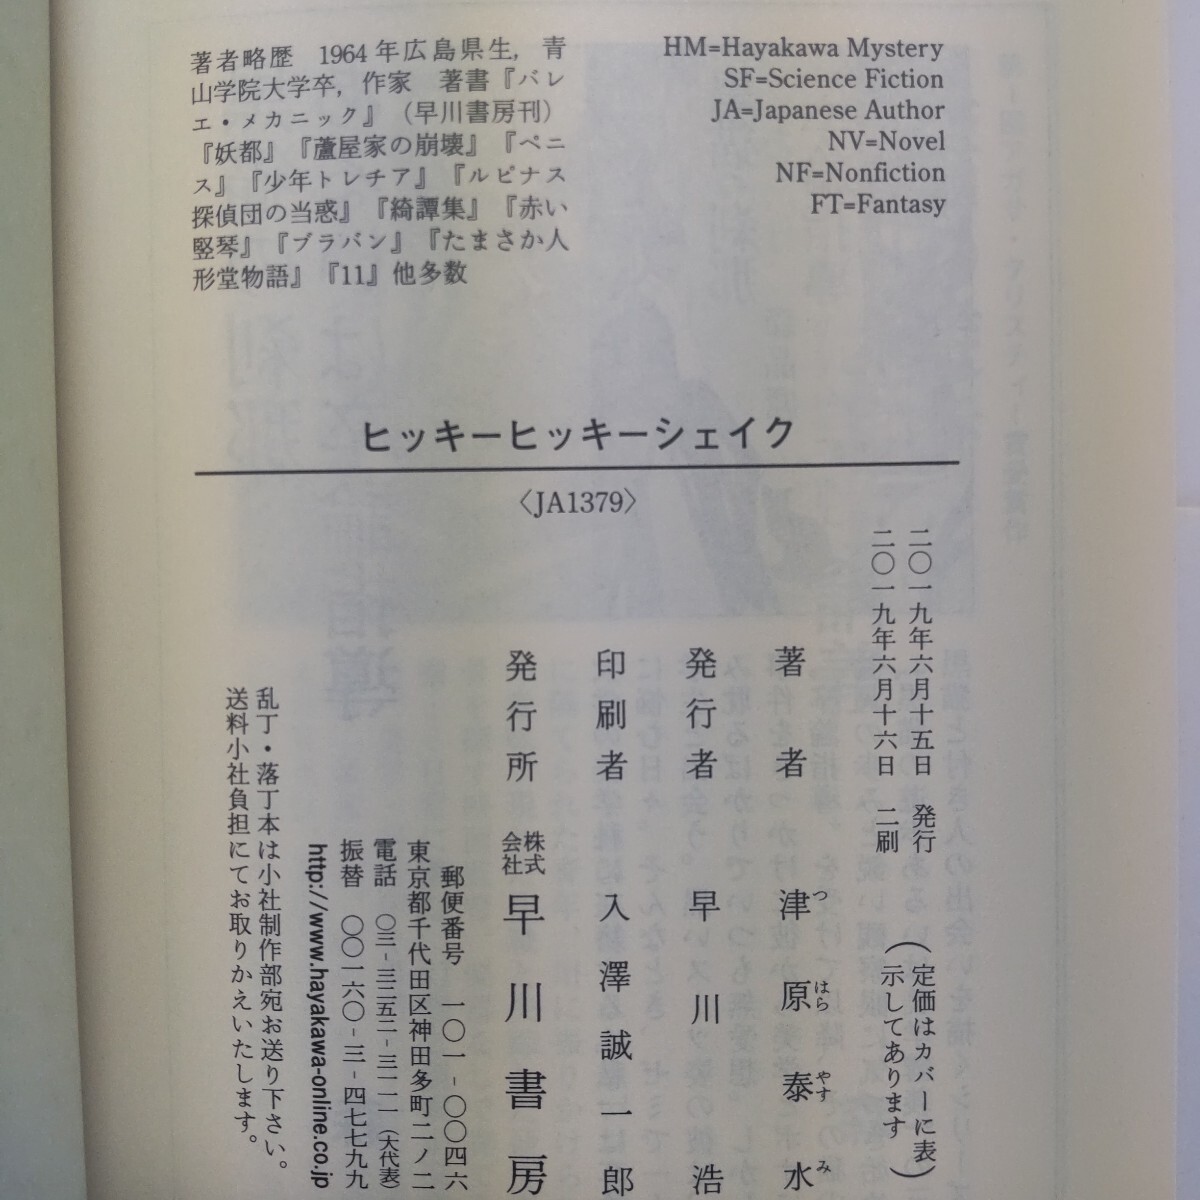 著者略歴　1964年広島県生，青
山学院大学卒，作家　著書『バレ
エ・メカニック』（早川書房刊）
『妖都』『蘆屋家の崩壊』『ペニ
ス』『少年トレチア』『ルピナス
探偵団の当惑』『綺譚集』『赤い
竪琴』『ブラバン』『たまさか人
形堂物語』『11』他多数
HM=Hayakawa Mystery
SF=Science Fiction
JA=Japanese Author
NV=Novel
NF=Nonfiction
FT=Fantasy
ヒッキーヒッキーシェイク
〈JA1379〉
二〇一九年六月十五日　発行
二〇一九年六月十六日　二刷
（定価はカバーに表
示してあります）
著者　津原泰水
つ　はら　やす　み
発行者　早川　浩
印刷者　入澤誠一郎
発行所　株式会社　早川書房
郵便番号　一〇一-〇〇四六
東京都千代田区神田多町二ノ二
電話　〇三-三二五二-三一一一（大代表）
振替　〇〇一六〇-三-四七七九九
http://www.hayakawa-online.co.jp
乱丁・落丁本は小社制作部宛お送り下さい。
送料小社負担にてお取りかえいたします。